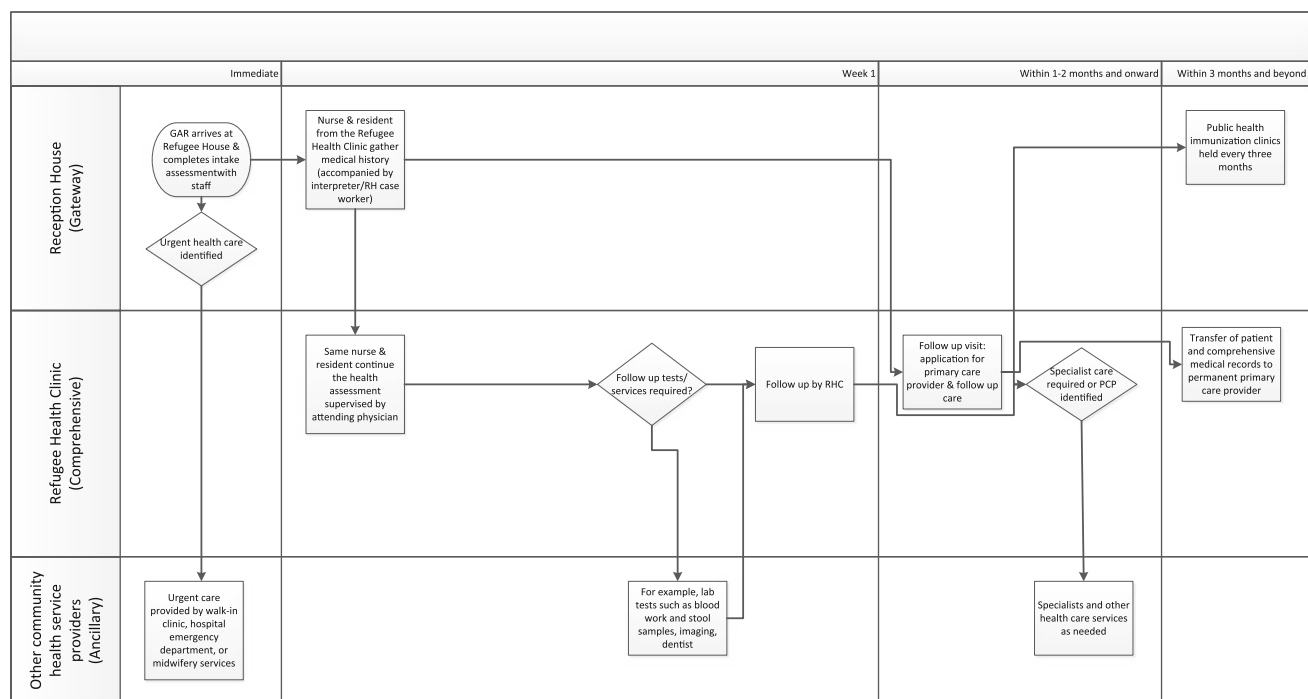 Immediate
Week 1
Within 1-2 months and onward
Within 3 months and beyond
Reception House
(Gateway)
GAR arrives at
Refugee House &
completes intake
assessmentwith
staff
Urgent health care
identified
Nurse & resident
from the Refugee
Health Clinic gather
medical history
(accompanied by
interpreter/RH case
worker)
Public health
immunization clinics
held every three
months
Refugee Health Clinic
(Comprehensive)
Same nurse &
resident continue
the health
assessment
supervised by
attending physician
Follow up tests/
services required?
Follow up by RHC
Follow up visit:
application for
primary care
provider & follow up
care
Specialist care
required or PCP
identified
Transfer of patient
and comprehensive
medical records to
permanent primary
care provider
Other community
health service
providers
(Ancillary)
Urgent care
provided by walk-in
clinic, hospital
emergency
department, or
midwifery services
For example, lab
tests such as blood
work and stool
samples, imaging,
dentist
Specialists and other
health care services
as needed